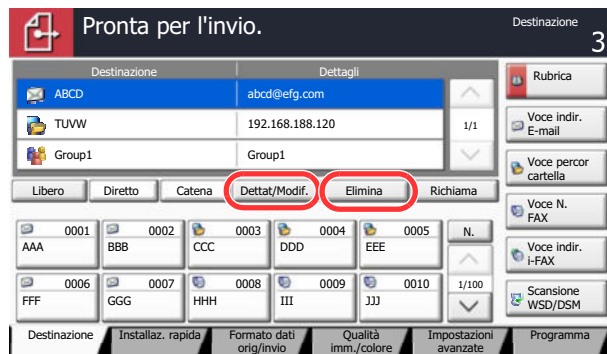 Pronta per l'invio.
Destinazione
3
Destinazione Dettagli
ABCD abcd@efg.com
TUVW 192.168.188.120
1/1
Group1 Group1
Libero Diretto Catena Dettat/Modif. Elimina Richiama
0001 0002 0003 0004 0005 N.
AAA BBB CCC DDD EEE
0006 0007 0008 0009 0010 1/100
FFF GGG HHH III JJJ
Rubrica
Voce indir.
E-mail
Voce percor
cartella
Voce N.
FAX
Voce indir.
i-FAX
Scansione
WSD/DSM
Destinazione
Installaz. rapida
Formato dati
orig/invio
Qualità
imm./colore
Impostazioni
avanzate
Programma